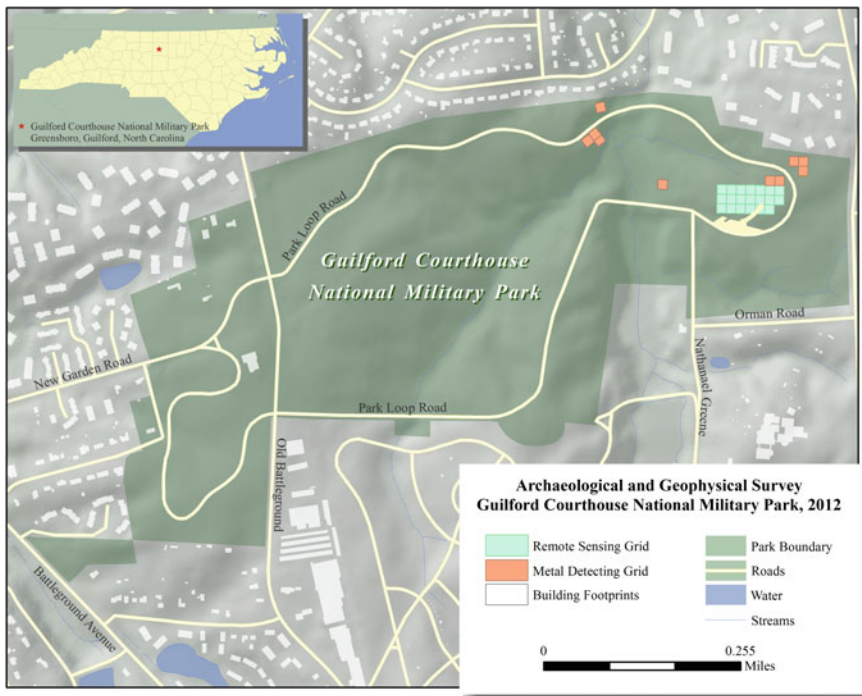 Guilford Courthouse National Military Park
Greensboro, Guilford, North Carolina
Park Loop Road
Guilford Courthouse
National Military Park
Orman Road
New Garden Road
Nathanael Greene
Park Loop Road
Old Battleground
Battleground Avenue
Archaeological and Geophysical Survey
Guilford Courthouse National Military Park, 2012
Remote Sensing Grid
Metal Detecting Grid
Building Footprints
Park Boundary
Roads
Water
Streams
0
0.255
Miles